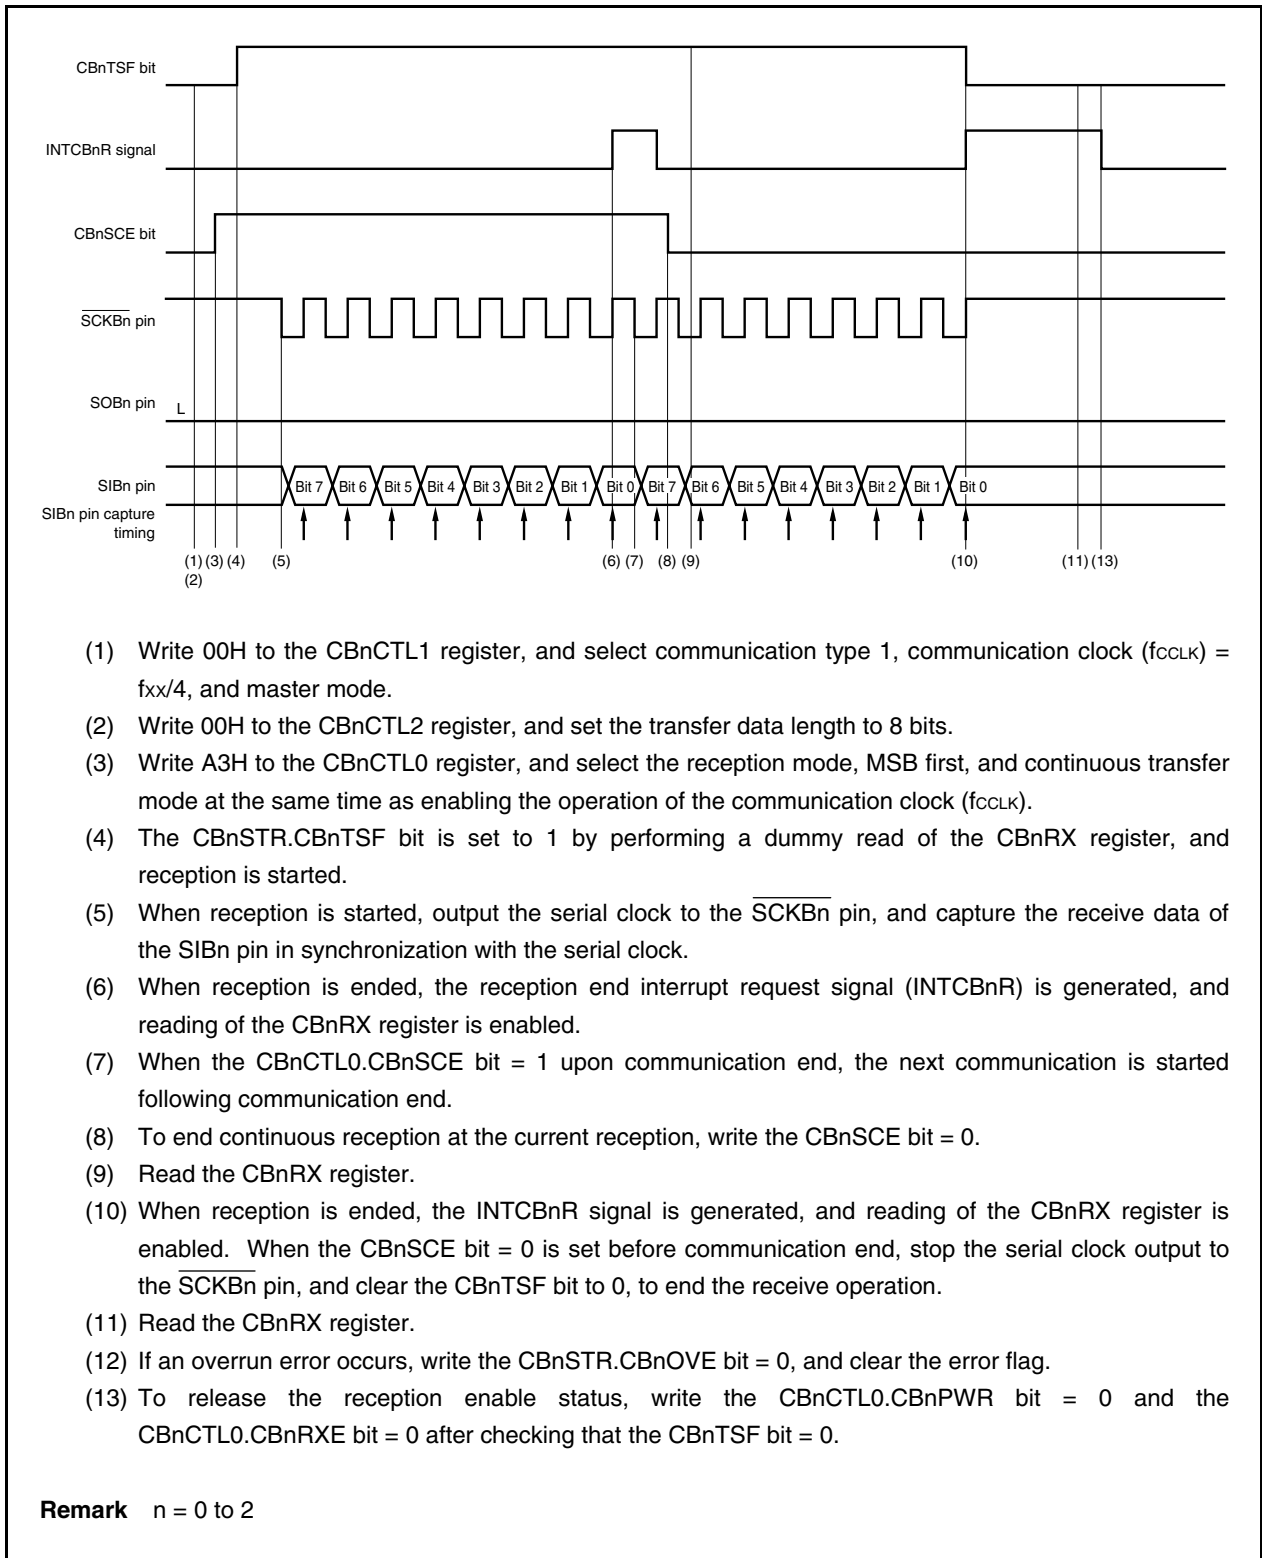 CBnTSF bit
INTCBnR signal
CBnSCE bit
SCKBn pin
SOBn pin L
SIBn pin Bit 7 Bit 6 Bit 5 Bit 4 Bit 3 Bit 2 Bit 1 Bit 0 Bit 7 Bit 6 Bit 5 Bit 4 Bit 3 Bit 2 Bit 1 Bit 0
SIBn pin capture
timing
(1) (3) (4) (5) (6) (7) (8) (9) (10) (11) (13)
(2)
(1) Write 00H to the CBnCTL1 register, and select communication type 1, communication clock (fCCLK) =
fXX/4, and master mode.
(2) Write 00H to the CBnCTL2 register, and set the transfer data length to 8 bits.
(3) Write A3H to the CBnCTL0 register, and select the reception mode, MSB first, and continuous transfer
mode at the same time as enabling the operation of the communication clock (fCCLK).
(4) The CBnSTR.CBnTSF bit is set to 1 by performing a dummy read of the CBnRX register, and
reception is started.
(5) When reception is started, output the serial clock to the SCKBn pin, and capture the receive data of
the SIBn pin in synchronization with the serial clock.
(6) When reception is ended, the reception end interrupt request signal (INTCBnR) is generated, and
reading of the CBnRX register is enabled.
(7) When the CBnCTL0.CBnSCE bit = 1 upon communication end, the next communication is started
following communication end.
(8) To end continuous reception at the current reception, write the CBnSCE bit = 0.
(9) Read the CBnRX register.
(10) When reception is ended, the INTCBnR signal is generated, and reading of the CBnRX register is
enabled. When the CBnSCE bit = 0 is set before communication end, stop the serial clock output to
the SCKBn pin, and clear the CBnTSF bit to 0, to end the receive operation.
(11) Read the CBnRX register.
(12) If an overrun error occurs, write the CBnSTR.CBnOVE bit = 0, and clear the error flag.
(13) To release the reception enable status, write the CBnCTL0.CBnPWR bit = 0 and the
CBnCTL0.CBnRXE bit = 0 after checking that the CBnTSF bit = 0.
Remark n = 0 to 2